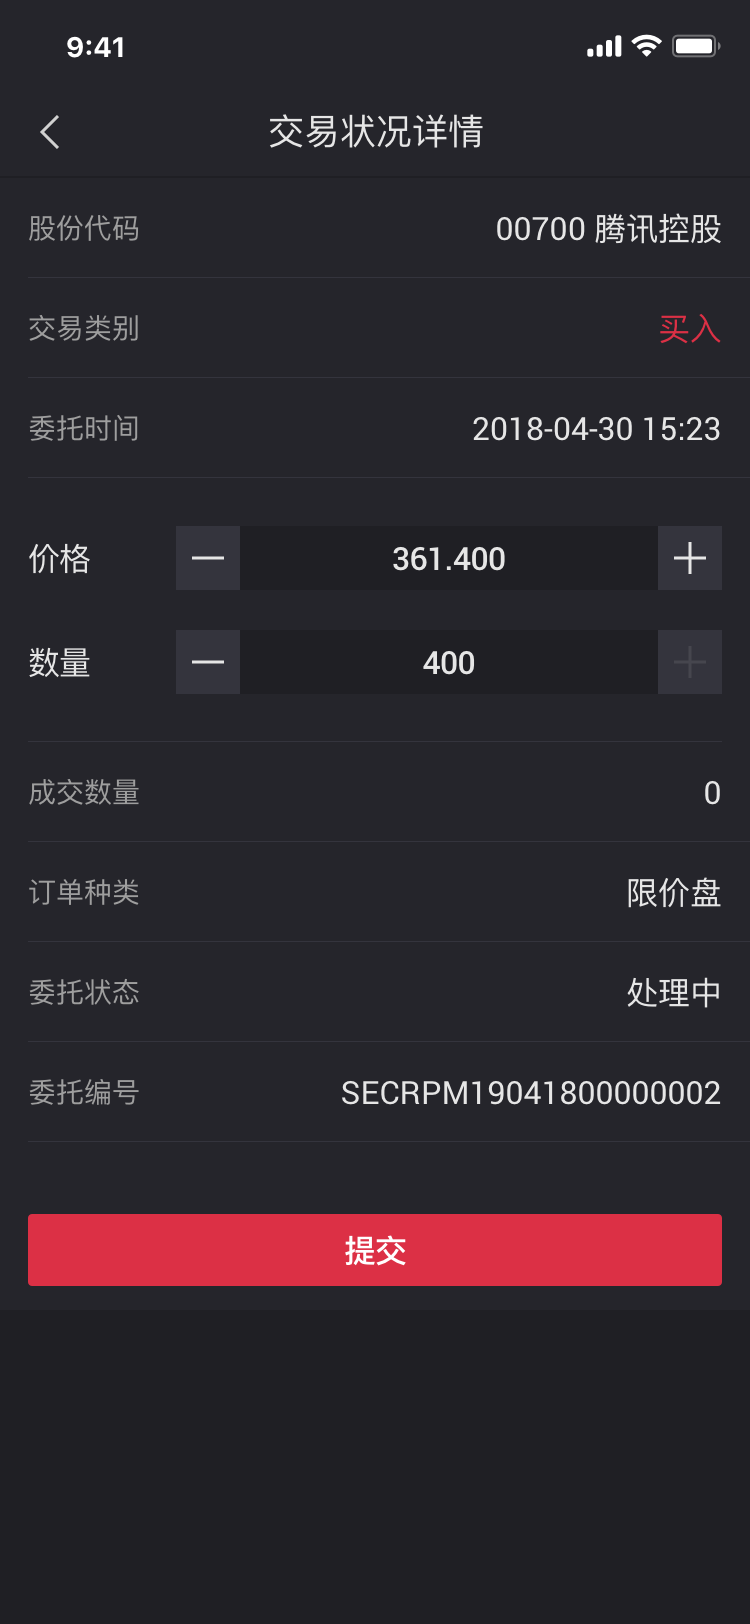 9:41
交易状况详情
股份代码 00700 腾讯控股
交易类别 买入
委托时间 2018-04-30 15:23
价格 361.400
数量 400
成交数量 0
订单种类 限价盘
委托状态 处理中
委托编号 SECRPM19041800000002
提交